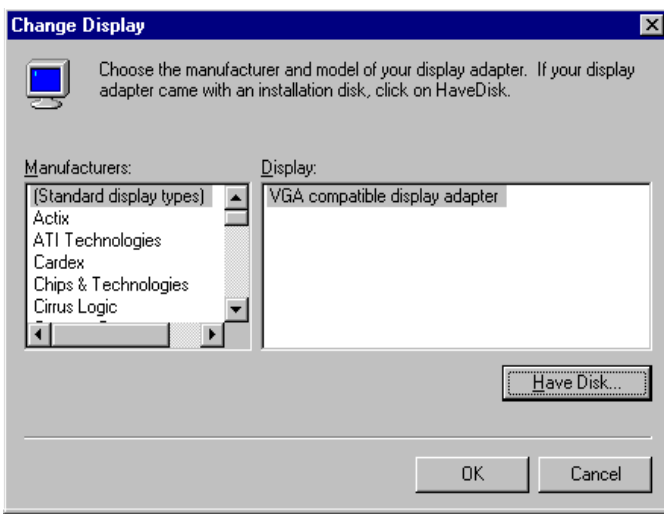 Change Display
Choose the manufacturer and model of your display adapter.  If your display
adapter came with an installation disk, click on HaveDisk.
Manufacturers:
Display:
(Standard display types)
VGA compatible display adapter
Actix
ATI Technologies
Cardex
Chips & Technologies
Cirrus Logic
Have Disk...
OK
Cancel